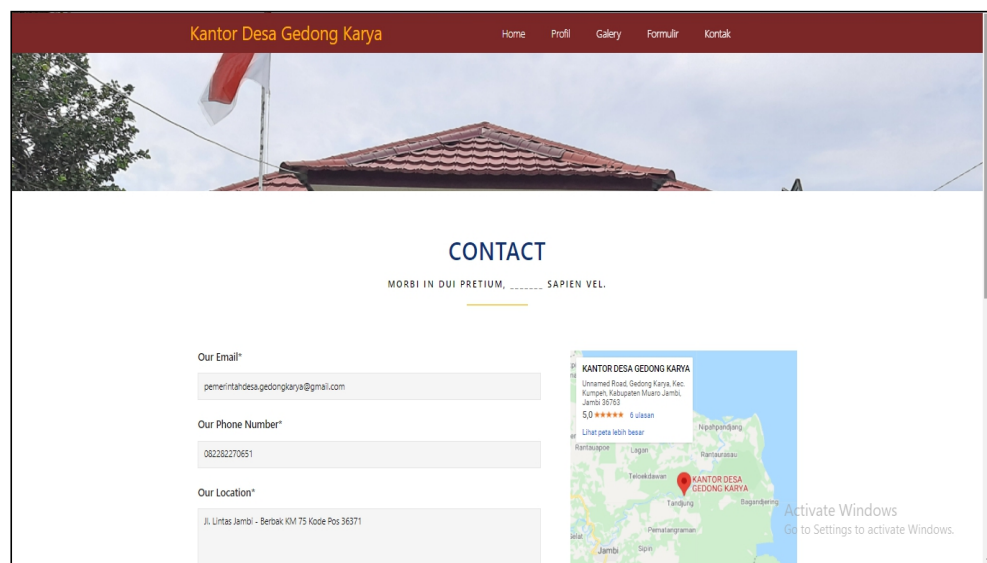 Kantor Desa Gedong Karya
Home Profil Galery Formulir Kontak
CONTACT
MORBI IN DUI PRETIUM, _______ SAPIEN VEL.
Our Email*
pemerintahdesa.gedongkarya@gmail.com
Our Phone Number*
082282270651
Our Location*
Jl. Lintas Jambi - Berbak KM 75 Kode Pos 36371
KANTOR DESA GEDONG KARYA
Unnamed Road, Gedong Karya, Kec.
Kumpeh, Kabupaten Muaro Jambi,
Jambi 36763
5,0 ★★★★★ 6 ulasan
Lihat peta lebih besar
Nipahpandjang
Rantauapoe
Lagan
Rantaurasau
Teloekdawan
KANTOR DESA
GEDONG KARYA
Tandjung
Bagandjering
Pematangraman
Jambi
Sipin
Activate Windows
Go to Settings to activate Windows.